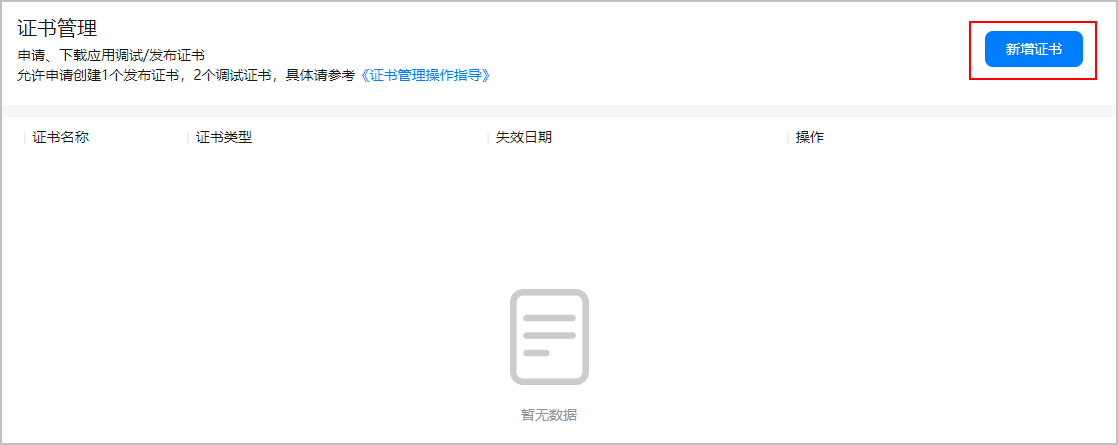 证书管理
申请、下载应用调试/发布证书
允许申请创建1个发布证书，2个调试证书，具体请参考《证书管理操作指导》
新增证书
证书名称 证书类型 失效日期 操作
暂无数据